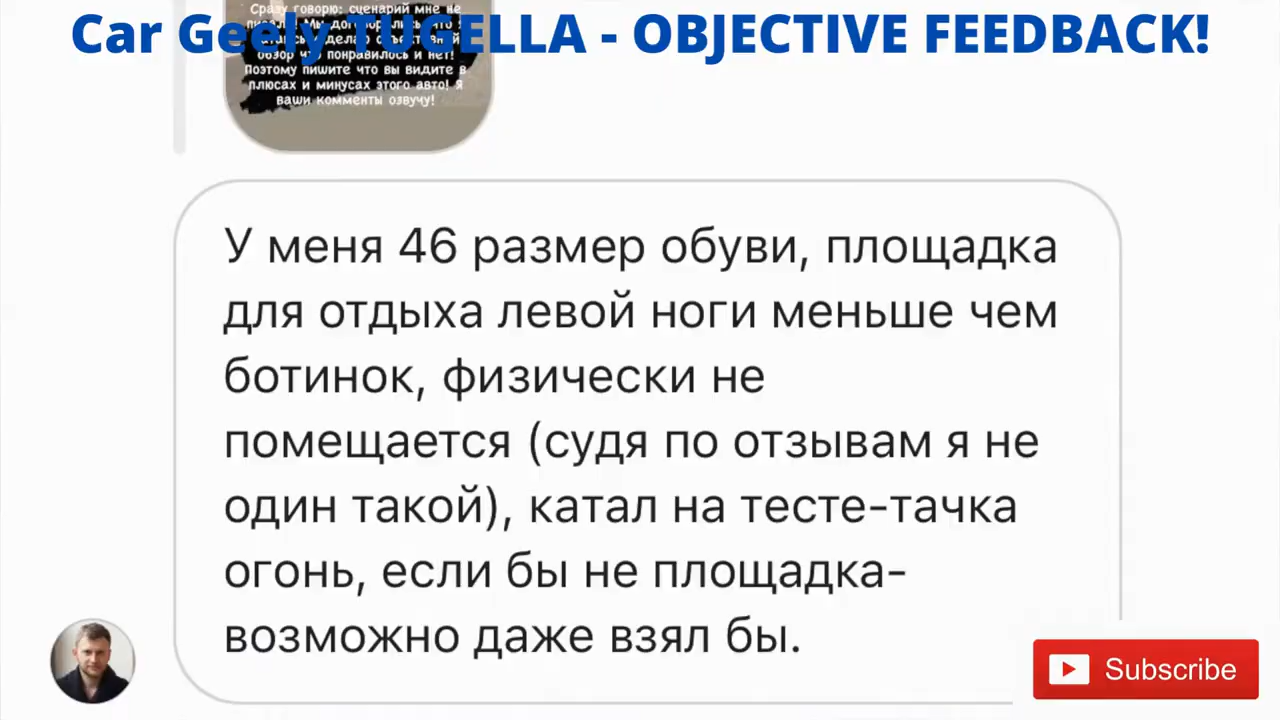 Car Geely TUGELLA - OBJECTIVE FEEDBACK!
Сразу говорю: сценарий мне не
обзор что понравилось и нет!
Поэтому пишите что вы видите в
плюсах и минусах этого авто! Я
ваши комменты озвучу!
У меня 46 размер обуви, площадка
для отдыха левой ноги меньше чем
ботинок, физически не
помещается (судя по отзывам я не
один такой), катал на тесте-тачка
огонь, если бы не площадка-
возможно даже взял бы.
Subscribe